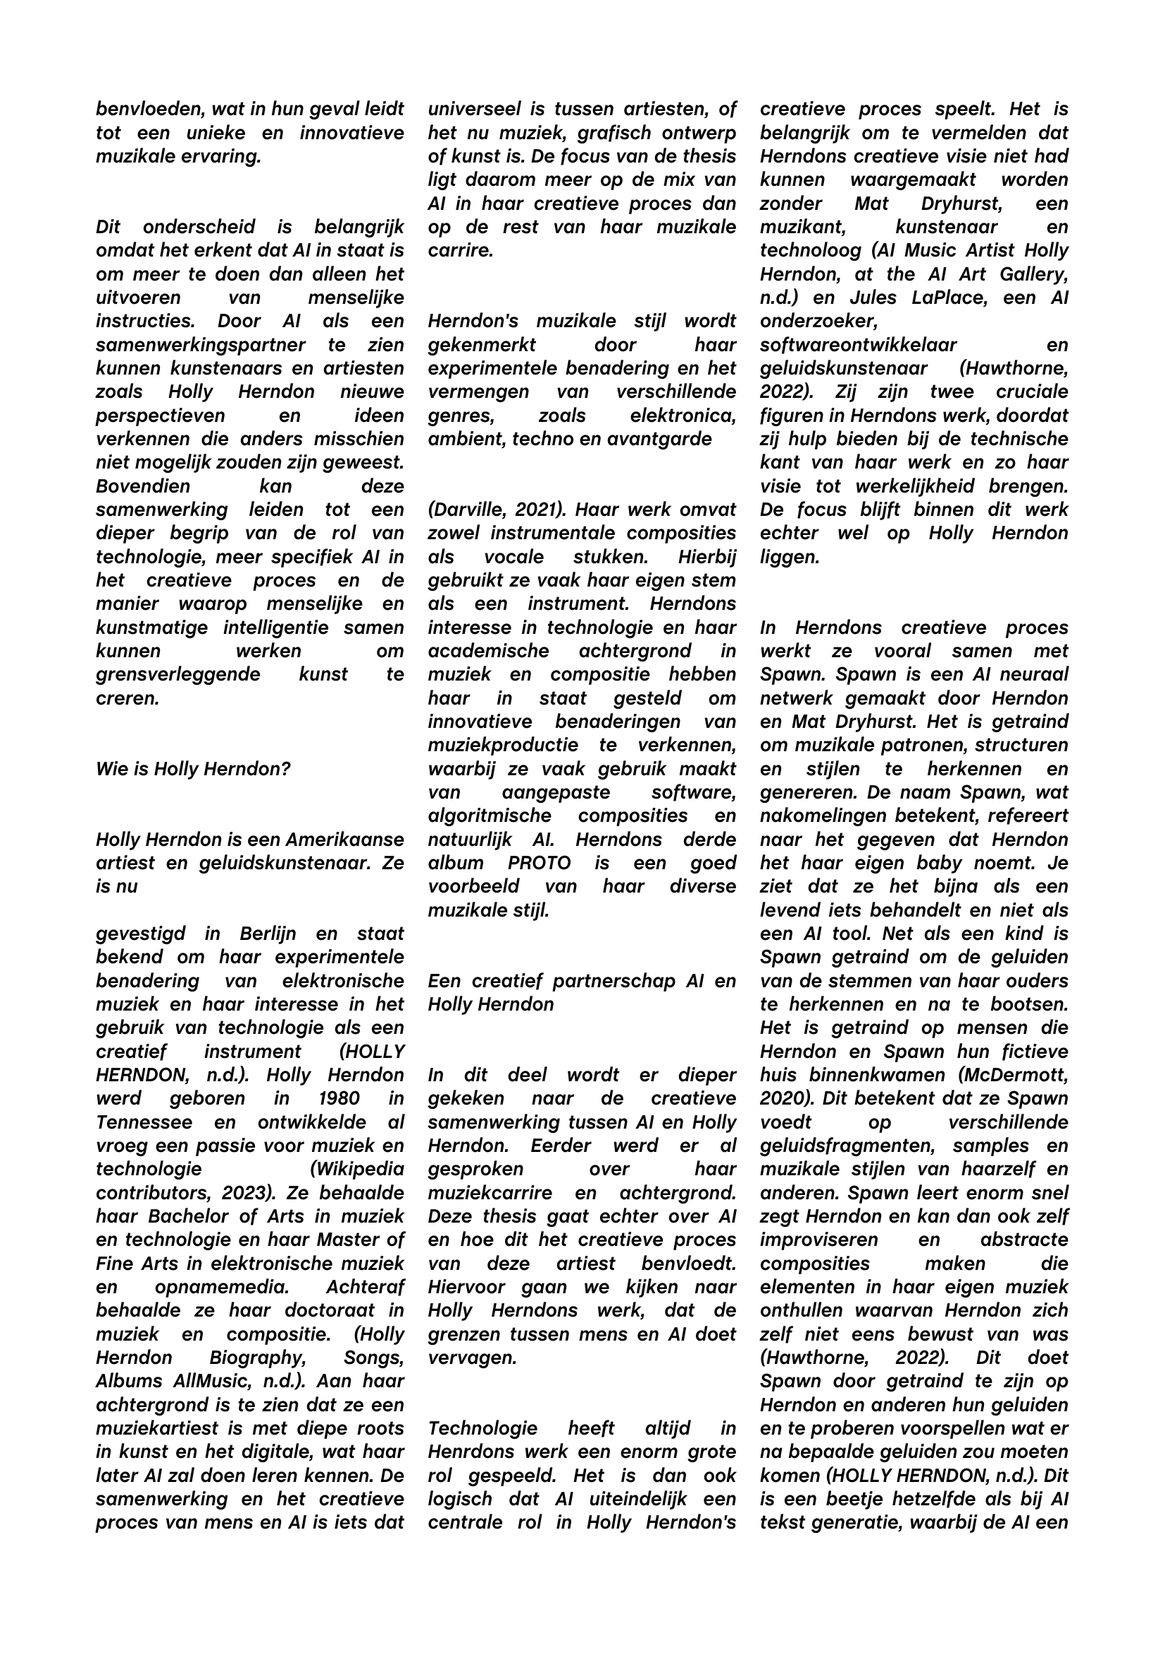 benvloeden, wat in hun geval leidt
tot een unieke en innovatieve
muzikale ervaring.
Dit onderscheid is belangrijk
omdat het erkent dat AI in staat is
om meer te doen dan alleen het
uitvoeren van menselijke
instructies. Door AI als een
samenwerkingspartner te zien
kunnen kunstenaars en artiesten
zoals Holly Herndon nieuwe
perspectieven en ideen
verkennen die anders misschien
niet mogelijk zouden zijn geweest.
Bovendien kan deze
samenwerking leiden tot een
dieper begrip van de rol van
technologie, meer specifiek AI in
het creatieve proces en de
manier waarop menselijke en
kunstmatige intelligentie samen
kunnen werken om
grensverleggende kunst te
creren.
Wie is Holly Herndon?
Holly Herndon is een Amerikaanse
artiest en geluidskunstenaar. Ze
is nu
gevestigd in Berlijn en staat
bekend om haar experimentele
benadering van elektronische
muziek en haar interesse in het
gebruik van technologie als een
creatief instrument (HOLLY
HERNDON, n.d.). Holly Herndon
werd geboren in 1980 in
Tennessee en ontwikkelde al
vroeg een passie voor muziek en
technologie (Wikipedia
contributors, 2023). Ze behaalde
haar Bachelor of Arts in muziek
en technologie en haar Master of
Fine Arts in elektronische muziek
en opnamemedia. Achteraf
behaalde ze haar doctoraat in
muziek en compositie. (Holly
Herndon Biography, Songs,
Albums AllMusic, n.d.). Aan haar
achtergrond is te zien dat ze een
muziekartiest is met diepe roots
in kunst en het digitale, wat haar
later AI zal doen leren kennen. De
samenwerking en het creatieve
proces van mens en AI is iets dat
universeel is tussen artiesten, of
het nu muziek, grafisch ontwerp
of kunst is. De focus van de thesis
ligt daarom meer op de mix van
AI in haar creatieve proces dan
op de rest van haar muzikale
carrire.
Herndon's muzikale stijl wordt
gekenmerkt door haar
experimentele benadering en het
vermengen van verschillende
genres, zoals elektronica,
ambient, techno en avantgarde
(Darville, 2021). Haar werk omvat
zowel instrumentale composities
als vocale stukken. Hierbij
gebruikt ze vaak haar eigen stem
als een instrument. Herndons
interesse in technologie en haar
academische achtergrond in
muziek en compositie hebben
haar in staat gesteld om
innovatieve benaderingen van
muziekproductie te verkennen,
waarbij ze vaak gebruik maakt
van aangepaste software,
algoritmische composities en
natuurlijk AI. Herndons derde
album PROTO is een goed
voorbeeld van haar diverse
muzikale stijl.
Een creatief partnerschap AI en
Holly Herndon
In dit deel wordt er dieper
gekeken naar de creatieve
samenwerking tussen AI en Holly
Herndon. Eerder werd er al
gesproken over haar
muziekcarrire en achtergrond.
Deze thesis gaat echter over AI
en hoe dit het creatieve proces
van deze artiest benvloedt.
Hiervoor gaan we kijken naar
Holly Herndons werk, dat de
grenzen tussen mens en AI doet
vervagen.
Technologie heeft altijd in
Henrdons werk een enorm grote
rol gespeeld. Het is dan ook
logisch dat AI uiteindelijk een
centrale rol in Holly Herndon's
creatieve proces speelt. Het is
belangrijk om te vermelden dat
Herndons creatieve visie niet had
kunnen waargemaakt worden
zonder Mat Dryhurst, een
muzikant, kunstenaar en
technoloog (AI Music Artist Holly
Herndon, at the AI Art Gallery,
n.d.) en Jules LaPlace, een AI
onderzoeker,
softwareontwikkelaar en
geluidskunstenaar (Hawthorne,
2022). Zij zijn twee cruciale
figuren in Herndons werk, doordat
zij hulp bieden bij de technische
kant van haar werk en zo haar
visie tot werkelijkheid brengen.
De focus blijft binnen dit werk
echter wel op Holly Herndon
liggen.
In Herndons creatieve proces
werkt ze vooral samen met
Spawn. Spawn is een AI neuraal
netwerk gemaakt door Herndon
en Mat Dryhurst. Het is getraind
om muzikale patronen, structuren
en stijlen te herkennen en
genereren. De naam Spawn, wat
nakomelingen betekent, refereert
naar het gegeven dat Herndon
het haar eigen baby noemt. Je
ziet dat ze het bijna als een
levend iets behandelt en niet als
een AI tool. Net als een kind is
Spawn getraind om de geluiden
van de stemmen van haar ouders
te herkennen en na te bootsen.
Het is getraind op mensen die
Herndon en Spawn hun fictieve
huis binnenkwamen (McDermott,
2020). Dit betekent dat ze Spawn
voedt op verschillende
geluidsfragmenten, samples en
muzikale stijlen van haarzelf en
anderen. Spawn leert enorm snel
zegt Herndon en kan dan ook zelf
improviseren en abstracte
composities maken die
elementen in haar eigen muziek
onthullen waarvan Herndon zich
zelf niet eens bewust van was
(Hawthorne, 2022). Dit doet
Spawn door getraind te zijn op
Herndon en anderen hun geluiden
en te proberen voorspellen wat er
na bepaalde geluiden zou moeten
komen (HOLLY HERNDON, n.d.). Dit
is een beetje hetzelfde als bij AI
tekst generatie, waarbij de AI een